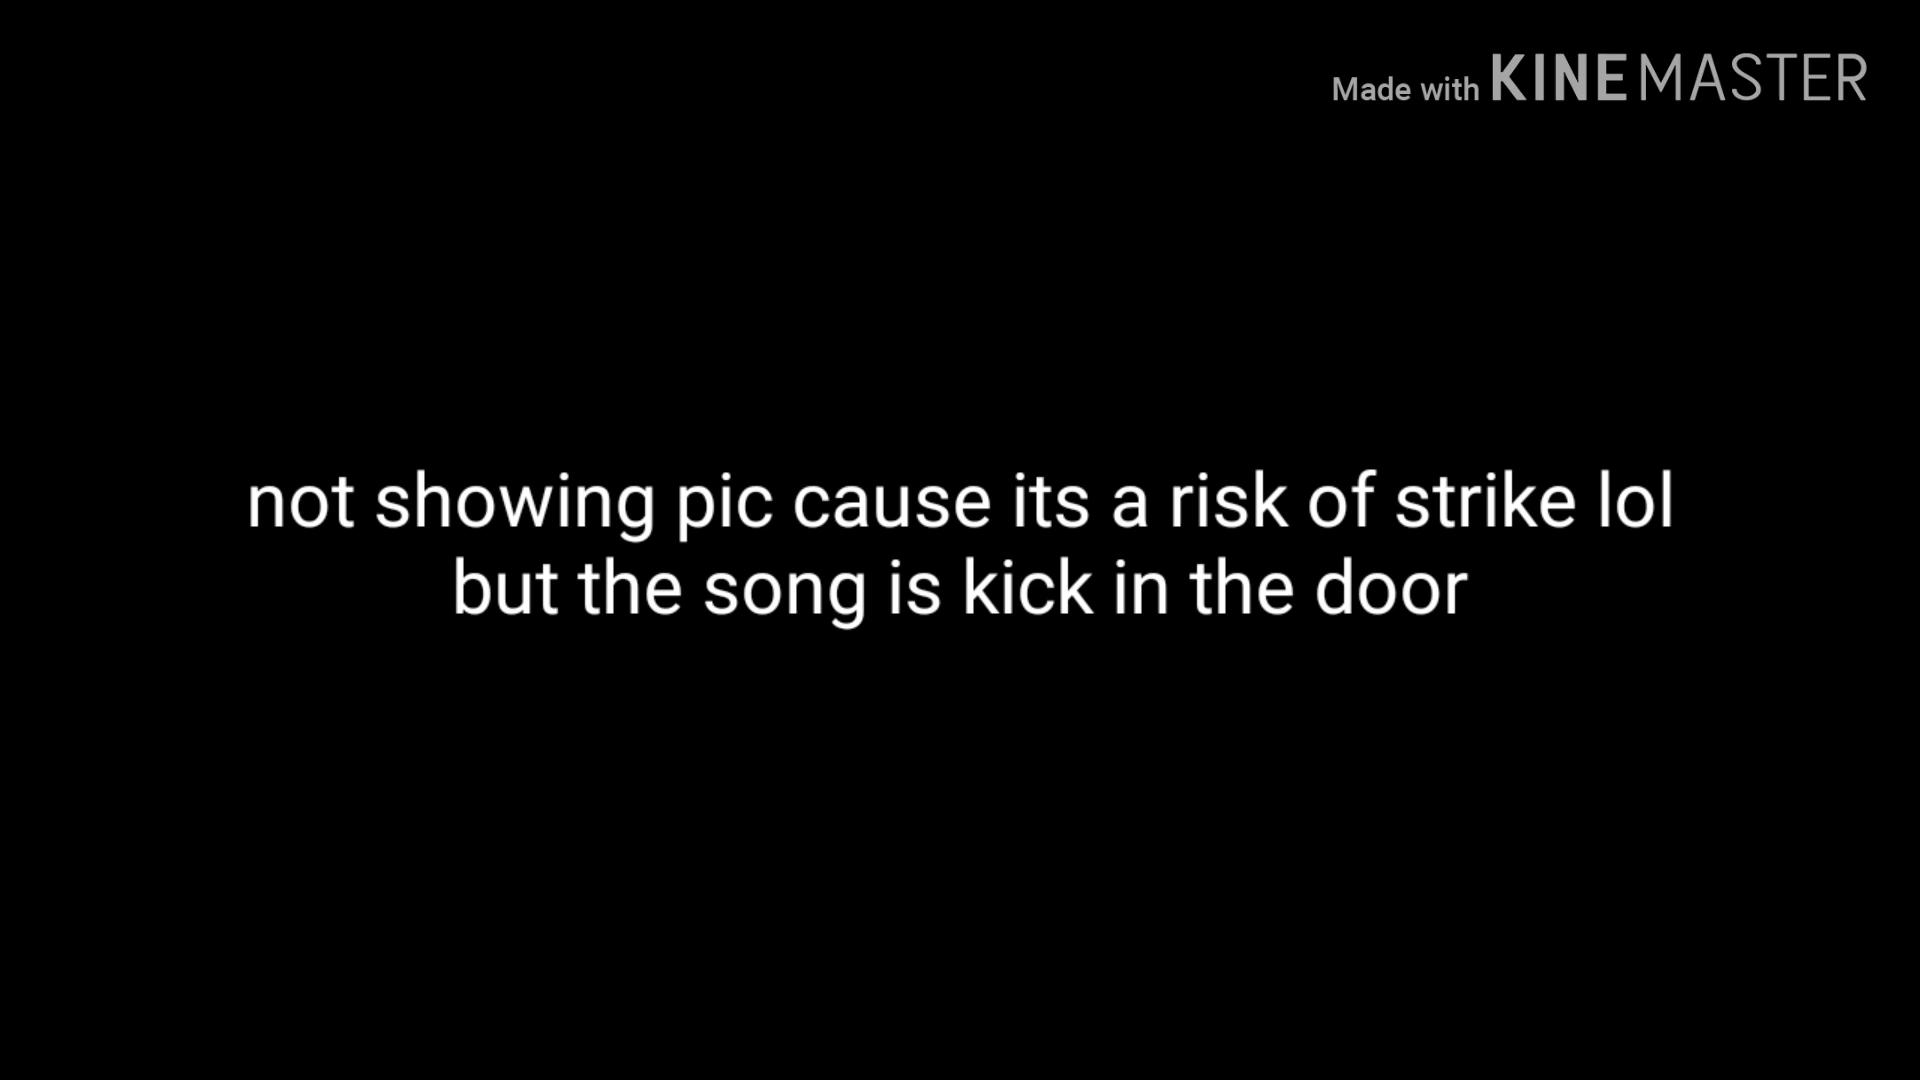 Made with KINEMASTER
not showing pic cause its a risk of strike lol
but the song is kick in the door